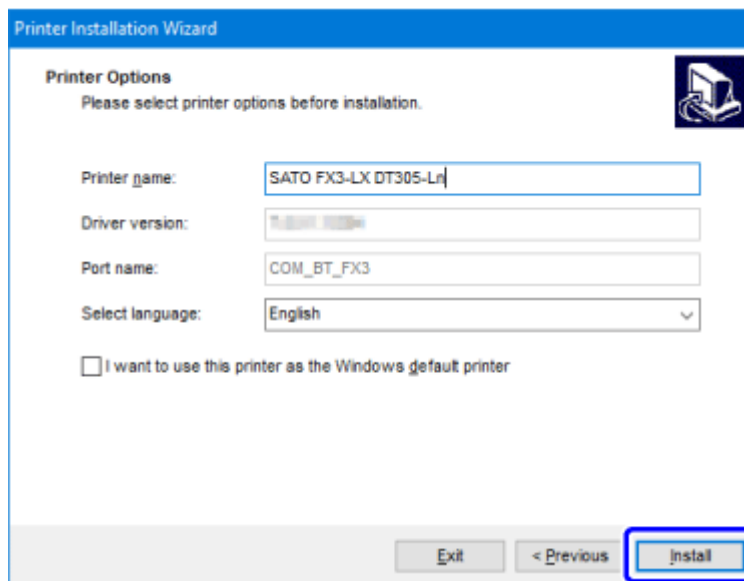 Printer Installation Wizard
Printer Options
Please select printer options before installation.
Printer name: SATO FX3-LX DT305-Ln
Driver version:
Port name: COM_BT_FX3
Select language: English
I want to use this printer as the Windows default printer
Exit < Previous Install